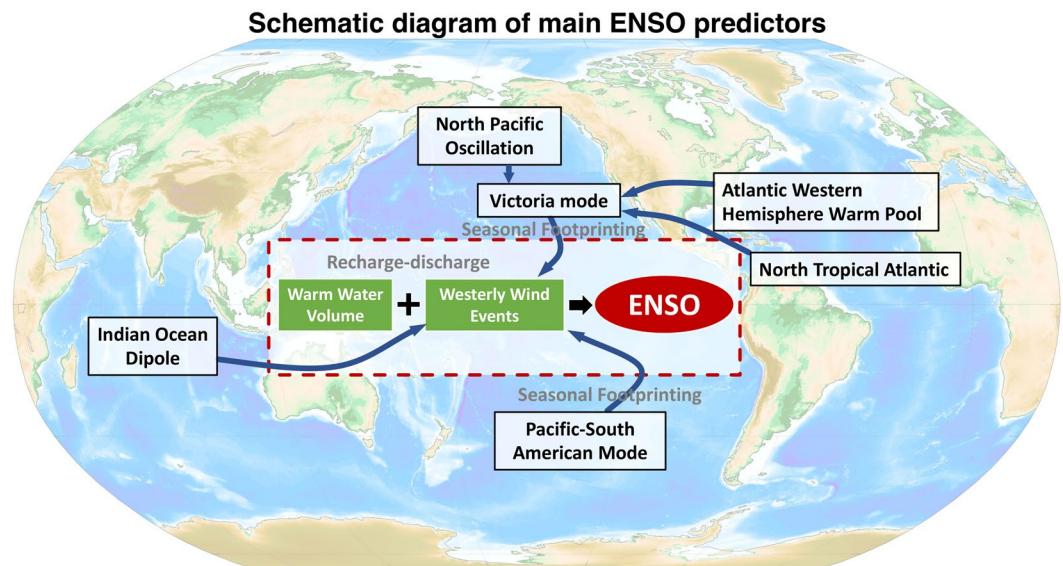 Schematic diagram of main ENSO predictors
North Pacific
Oscillation
Victoria mode
Atlantic Western
Hemisphere Warm Pool
Seasonal Footprinting
North Tropical Atlantic
Recharge-discharge
Warm Water
Volume
+
Westerly Wind
Events
ENSO
Indian Ocean
Dipole
Seasonal Footprinting
Pacific-South
American Mode